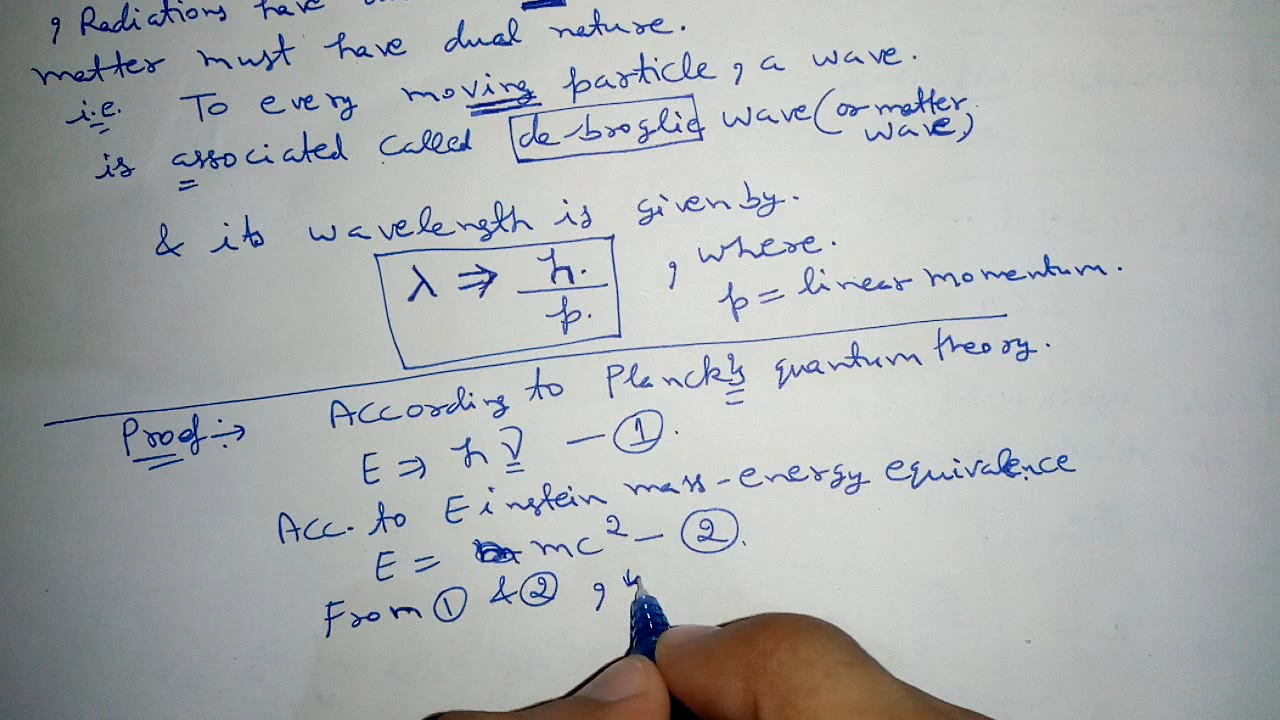 , Radiations have
matter must have dual nature.
i.e. To every moving particle, a wave.
is associated called de-broglie wave (or matter wave)
& its wavelength is given by.
λ ⇒ h/p. , where.
p = linear momentum.
Proof :→ According to Planck's quantum theory.
E ⇒ hν — ①.
Acc. to Einstein mass-energy equivalence
E = mc² — ②.
From ① & ② ,